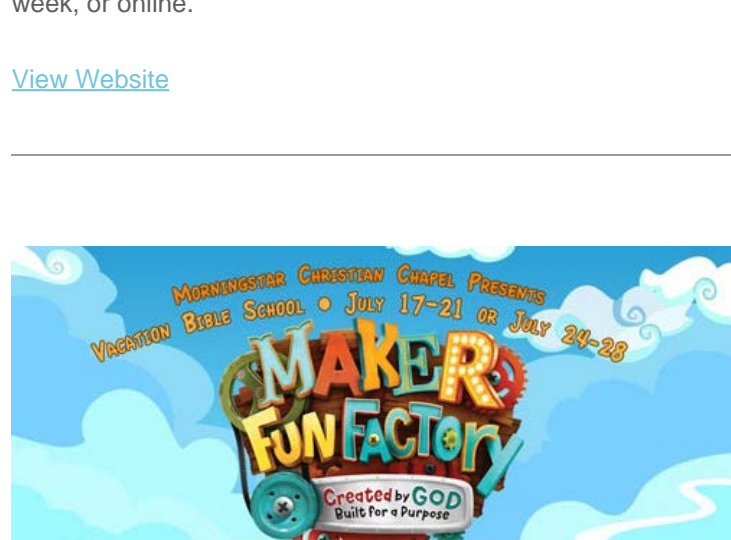 week, or online.
View Website
Morningstar Christian Chapel Presents
Vacation Bible School • July 17-21 or July 24-28
MAKER
FUN FACTORY
Created by GOD
Built for a Purpose